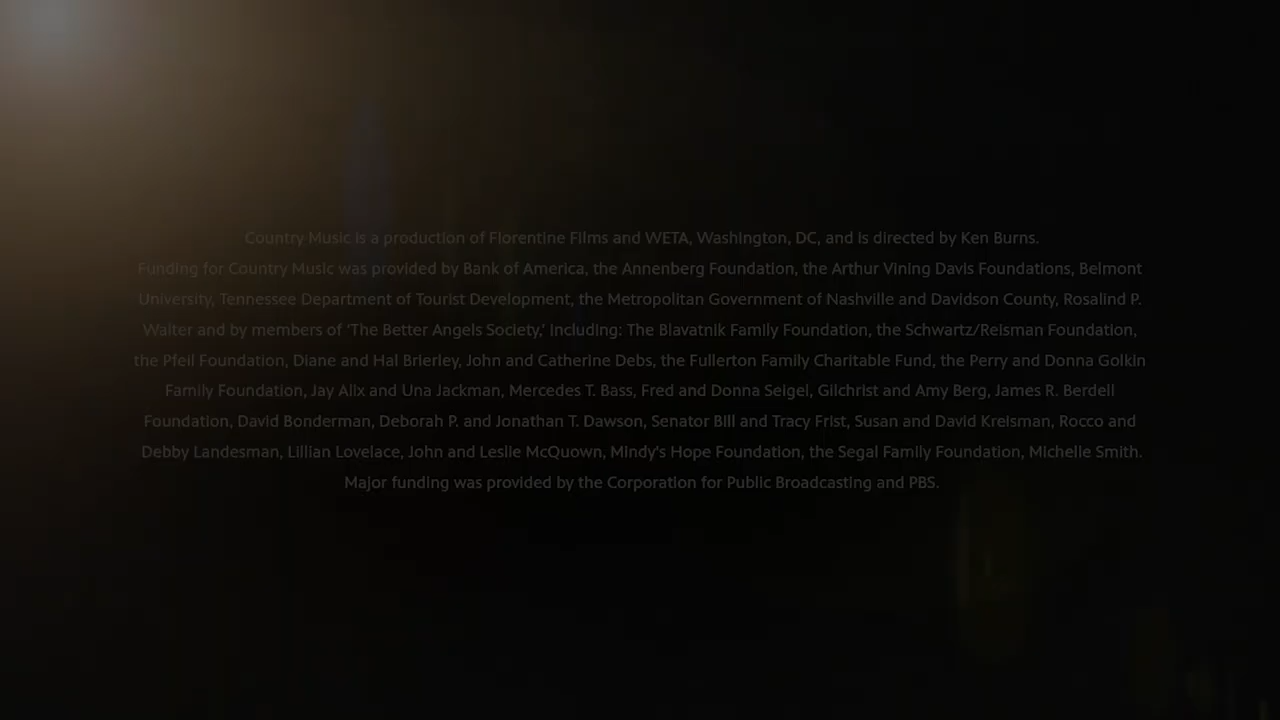 Country Music is a production of Florentine Films and WETA, Washington, DC, and is directed by Ken Burns.
Funding for Country Music was provided by Bank of America, the Annenberg Foundation, the Arthur Vining Davis Foundations, Belmont
University, Tennessee Department of Tourist Development, the Metropolitan Government of Nashville and Davidson County, Rosalind P.
Walter and by members of 'The Better Angels Society,' including: The Blavatnik Family Foundation, the Schwartz/Reisman Foundation,
the Pfeil Foundation, Diane and Hal Brierley, John and Catherine Debs, the Fullerton Family Charitable Fund, the Perry and Donna Golkin
Family Foundation, Jay Alix and Una Jackman, Mercedes T. Bass, Fred and Donna Seigel, Gilchrist and Amy Berg, James R. Berdell
Foundation, David Bonderman, Deborah P. and Jonathan T. Dawson, Senator Bill and Tracy Frist, Susan and David Kreisman, Rocco and
Debby Landesman, Lillian Lovelace, John and Leslie McQuown, Mindy's Hope Foundation, the Segal Family Foundation, Michelle Smith.
Major funding was provided by the Corporation for Public Broadcasting and PBS.